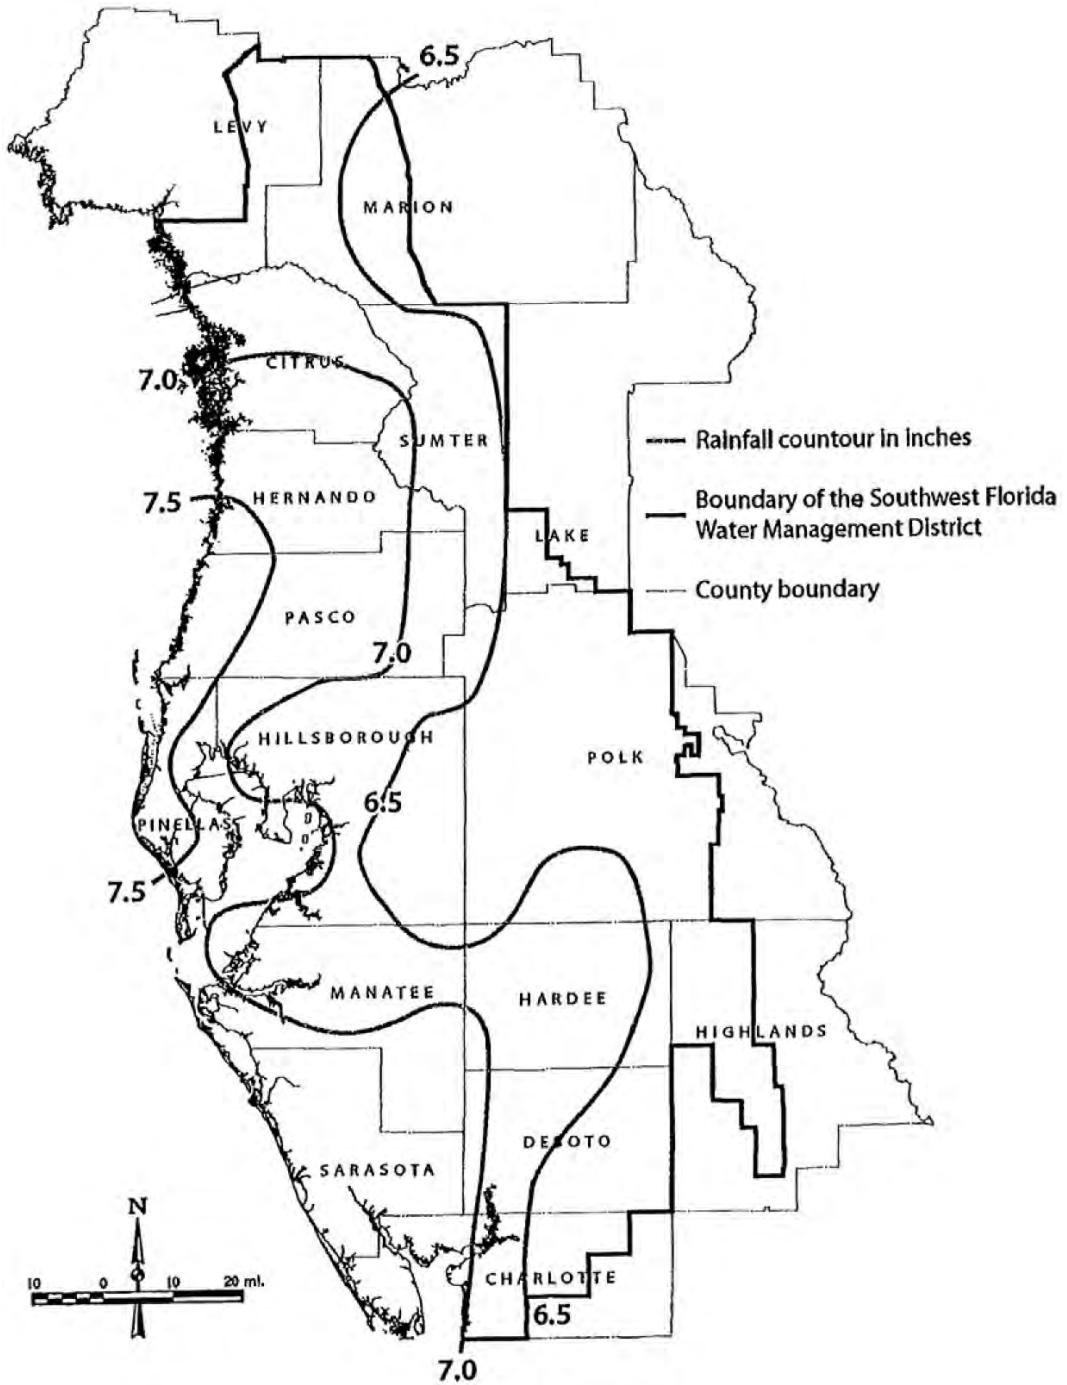 6.5
LEVY
MARION
CITRUS
7.0
SUMTER
Rainfall countour in inches
7.5
HERNANDO
Boundary of the Southwest Florida
Water Management District
LAKE
County boundary
PASCO
7.0
HILLSBOROUGH
POLK
6.5
PINELLAS
7.5
MANATEE
HARDEE
HIGHLANDS
DESOTO
SARASOTA
N
10 0 10 20 mi.
CHARLOTTE
6.5
7.0